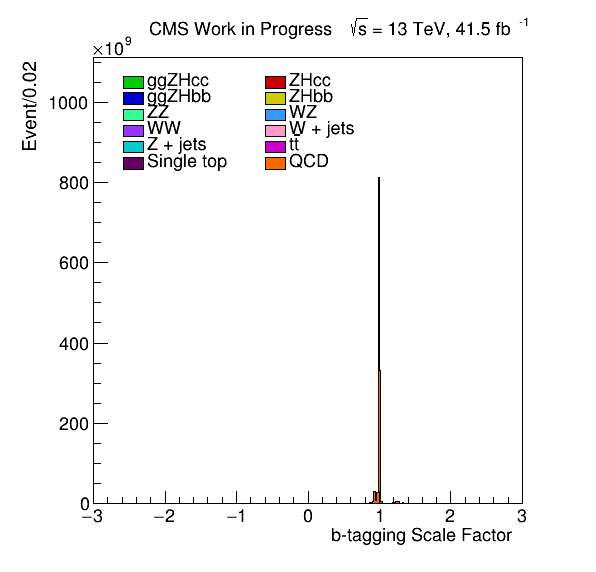 CMS Work in Progress √s = 13 TeV, 41.5 fb⁻¹
×10⁹
Event/0.02
ggZHcc ZHcc
ggZHbb ZHbb
ZZ WZ
WW W + jets
Z + jets tt̄
Single top QCD
1000
800
600
400
200
0
−3 −2 −1 0 1 2 3
b-tagging Scale Factor